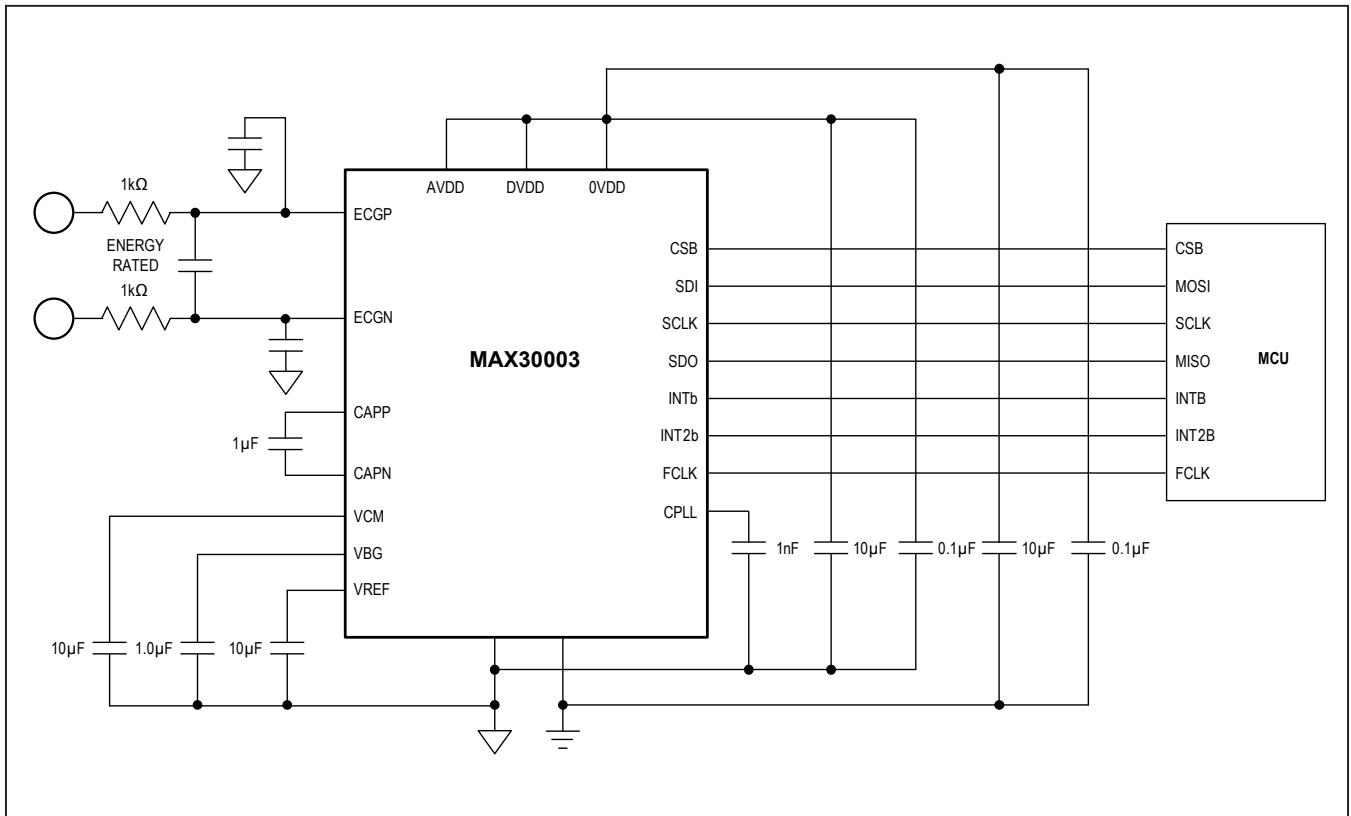 AVDD
DVDD
0VDD
1kΩ
ECGP
ENERGY
RATED
1kΩ
ECGN
MAX30003
CSB
SDI
SCLK
SDO
INTb
INT2b
FCLK
CPLL
CSB
MOSI
SCLK
MISO
MCU
INTB
INT2B
FCLK
CAPP
1µF
CAPN
VCM
VBG
VREF
1nF
10µF
0.1µF
10µF
0.1µF
10µF
1.0µF
10µF